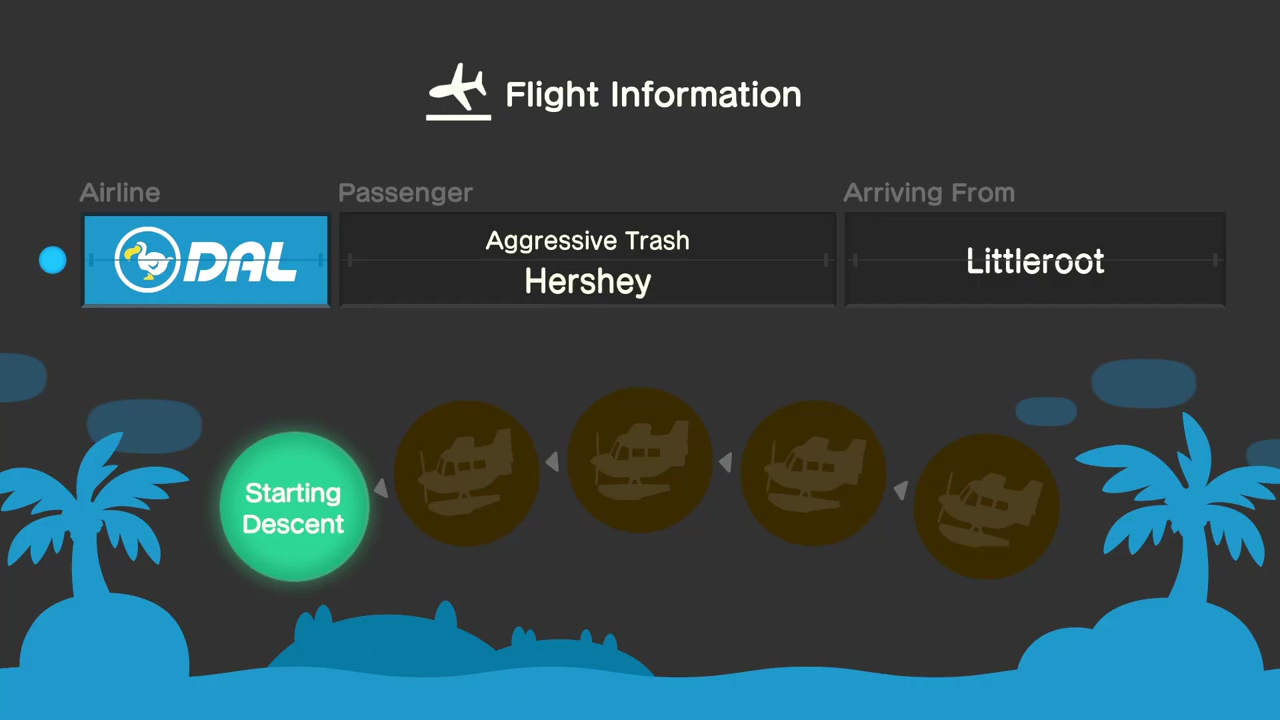 Flight Information
Airline
Passenger
Arriving From
DAL
Aggressive Trash
Hershey
Littleroot
Starting
Descent